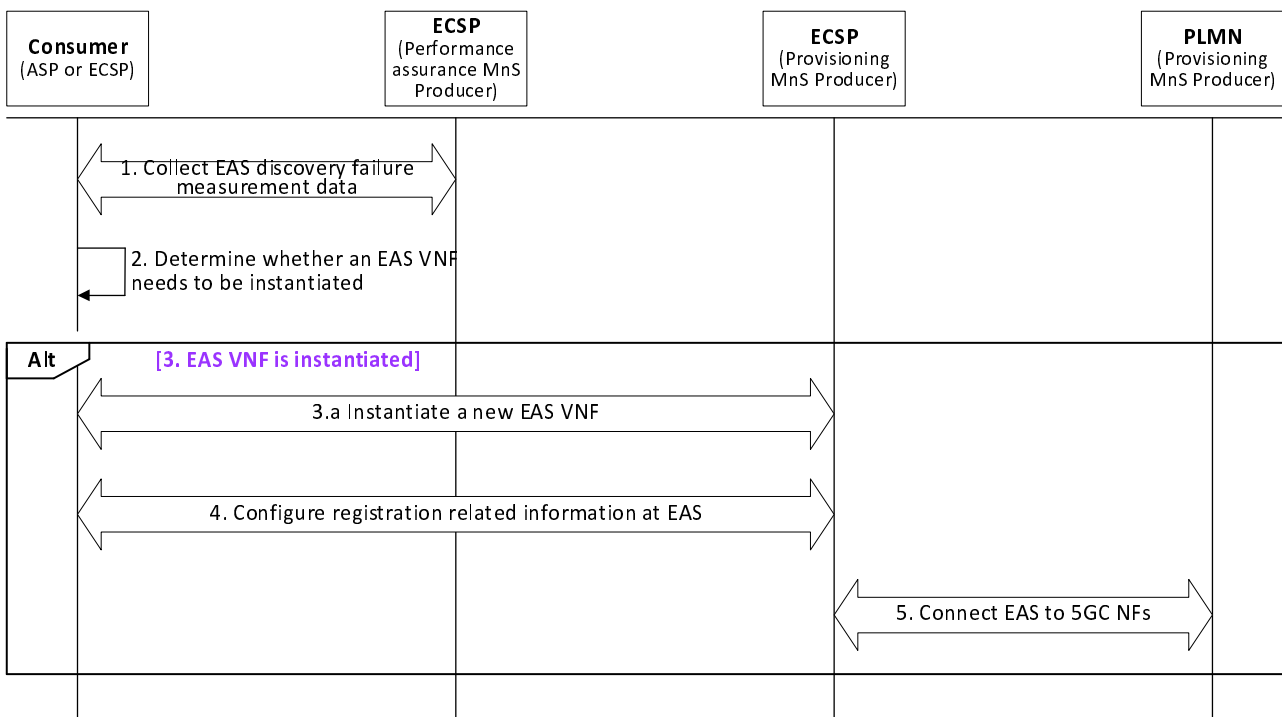 Consumer
(ASP or ECSP)
ECSP
(Performance
assurance MnS
Producer)
ECSP
(Provisioning
MnS Producer)
PLMN
(Provisioning
MnS Producer)
1. Collect EAS discovery failure
measurement data
2. Determine whether an EAS VNF
needs to be instantiated
Alt
[3. EAS VNF is instantiated]
3.a Instantiate a new EAS VNF
4. Configure registration related information at EAS
5. Connect EAS to 5GC NFs